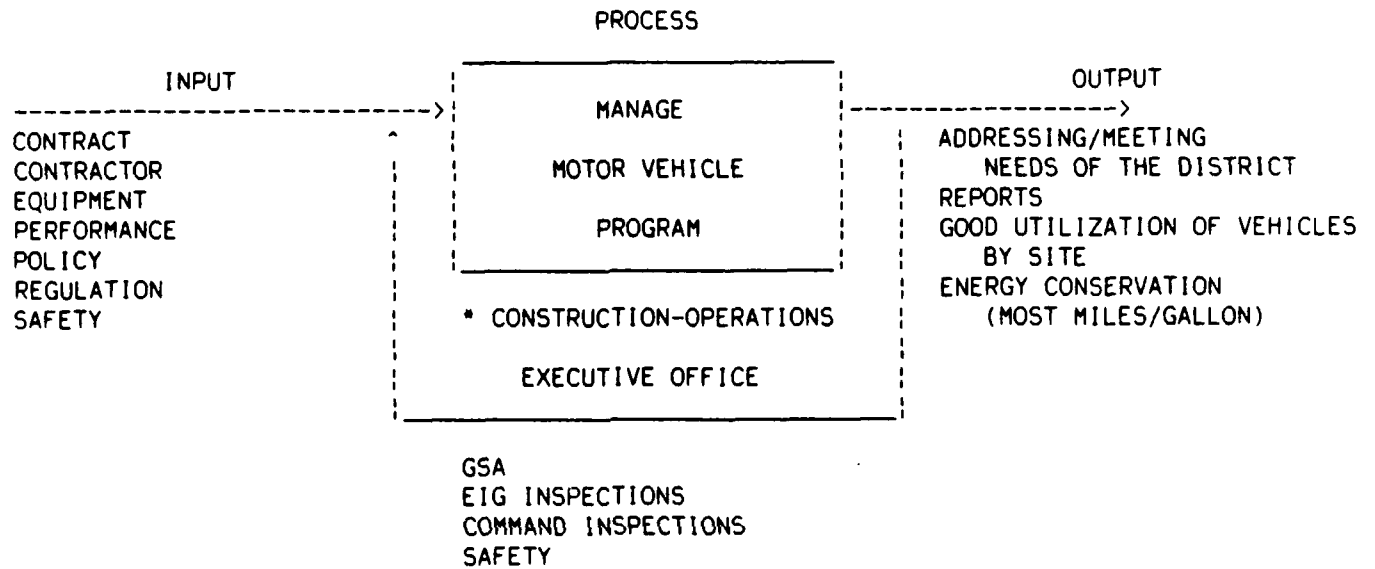 PROCESS
INPUT
OUTPUT
MANAGE
MOTOR VEHICLE
PROGRAM
CONTRACT
CONTRACTOR
EQUIPMENT
PERFORMANCE
POLICY
REGULATION
SAFETY
ADDRESSING/MEETING
NEEDS OF THE DISTRICT
REPORTS
GOOD UTILIZATION OF VEHICLES
BY SITE
ENERGY CONSERVATION
(MOST MILES/GALLON)
* CONSTRUCTION-OPERATIONS
EXECUTIVE OFFICE
GSA
EIG INSPECTIONS
COMMAND INSPECTIONS
SAFETY